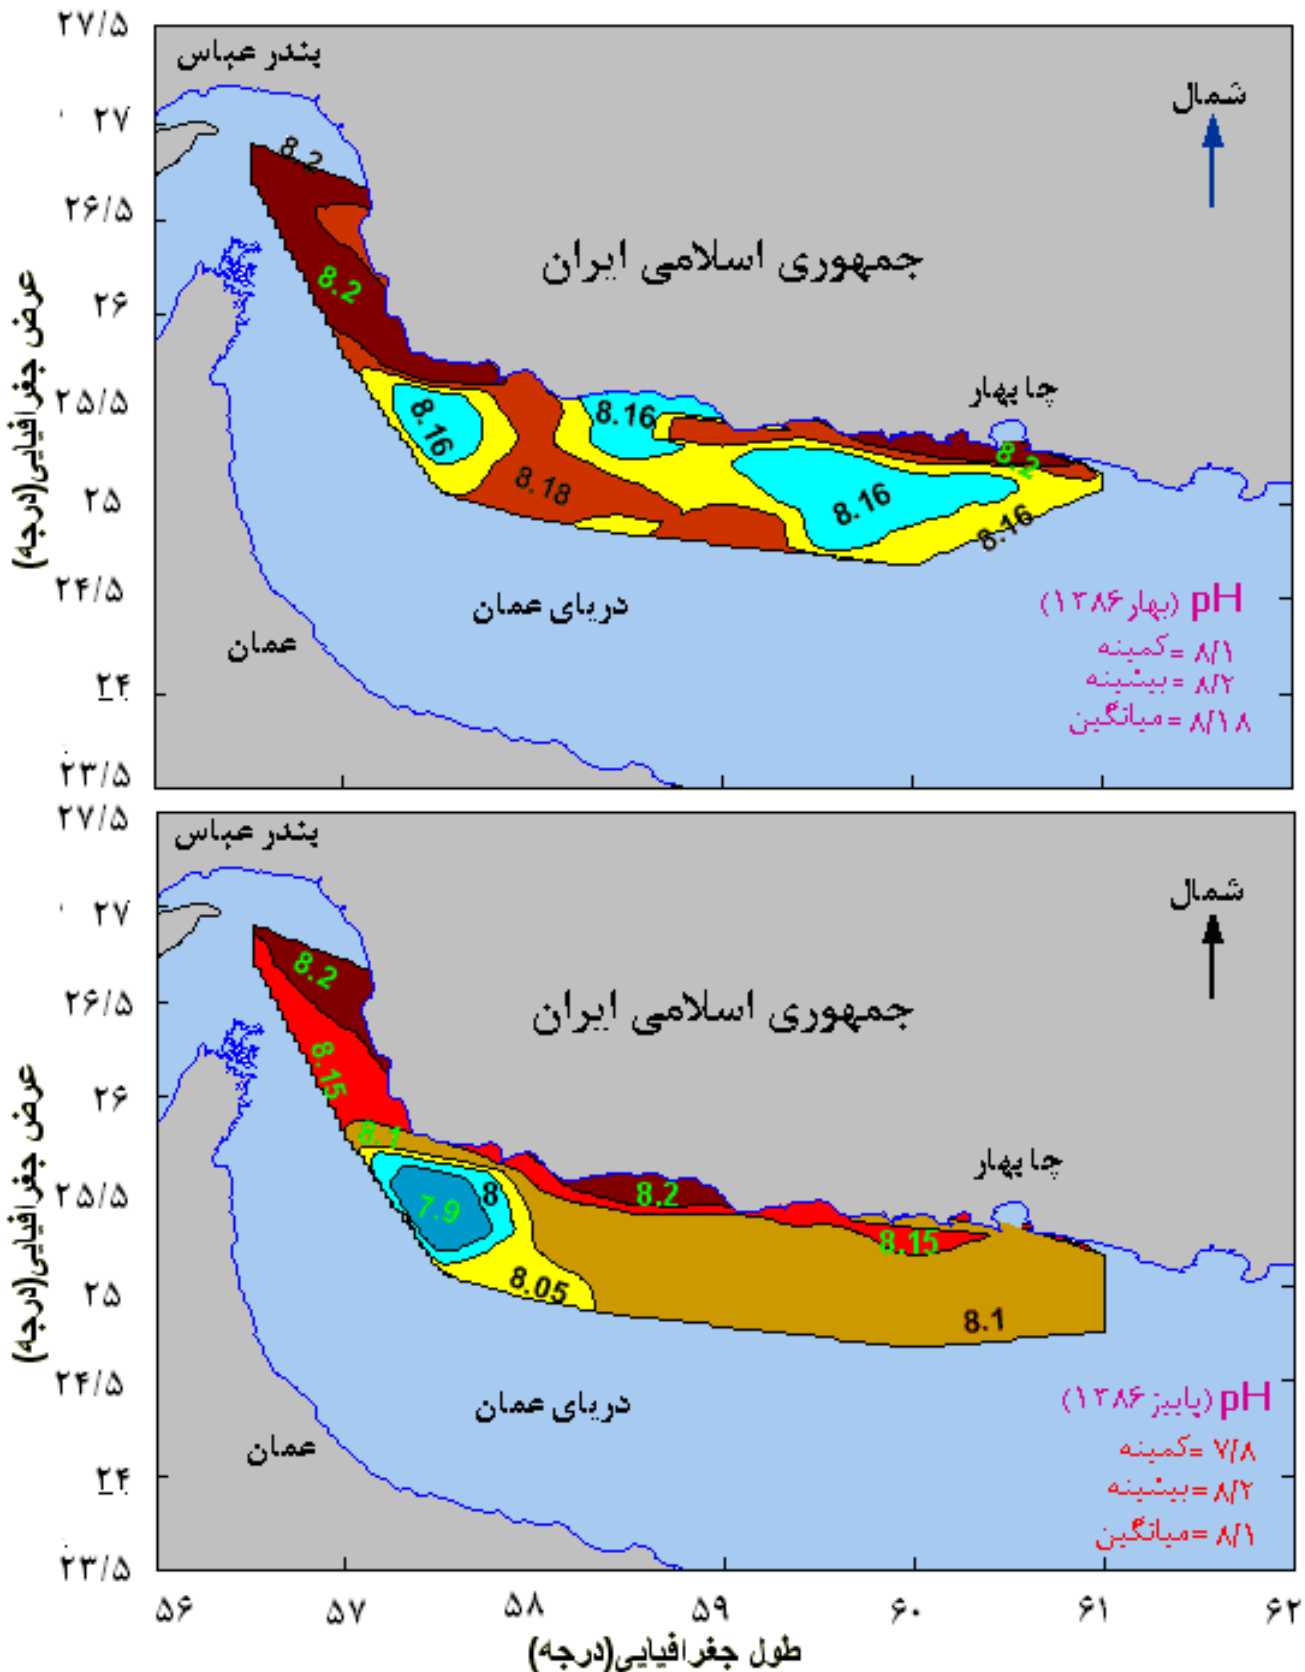 ۲۷/۵
بندر عباس
شمال
۲۷
8.2
۲۶/۵
جمهوری اسلامی ایران
8.2
۲۶
عرض جغرافیایی(درجه)
چا بهار
۲۵/۵
8.16
8.16
8.2
8.18
8.16
۲۵
8.16
دریای عمان
۲۴/۵
pH (بهار ۱۳۸۶)
عمان
کمینه = ۸/۱
بیشینه = ۸/۲
۲۴
میانگین = ۸/۱۸
۲۳/۵
۲۷/۵
بندر عباس
شمال
۲۷
8.2
۲۶/۵
جمهوری اسلامی ایران
8.15
۲۶
عرض جغرافیایی(درجه)
8.1
چا بهار
8.2
8
۲۵/۵
7.9
8.15
8.05
۲۵
8.1
۲۴/۵
pH (پاییز ۱۳۸۶)
دریای عمان
عمان
کمینه = ۷/۸
۲۴
بیشینه = ۸/۲
میانگین = ۸/۱
۲۳/۵
۵۶ ۵۷ ۵۸ ۵۹ ۶۰ ۶۱ ۶۲
طول جغرافیایی(درجه)